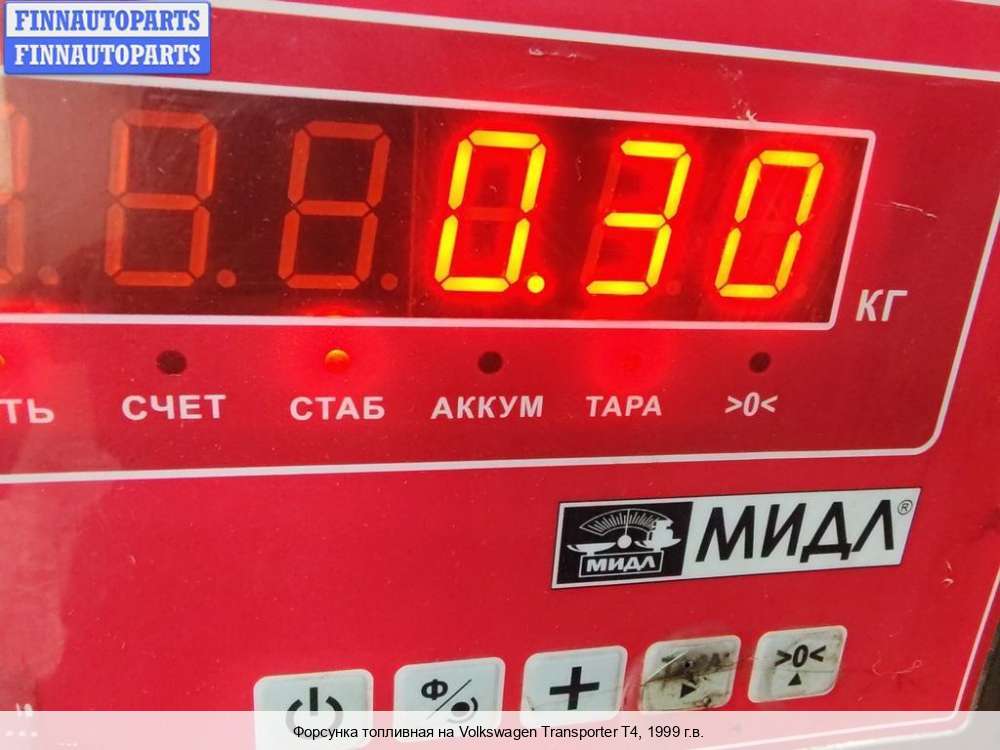 FINNAUTOPARTS
FINNAUTOPARTS
0.30
КГ
ТЬ
СЧЕТ
СТАБ
АККУМ
ТАРА
>0<
МИДЛ
МИДЛ®
Ф
+
>0<
Форсунка топливная на Volkswagen Transporter T4, 1999 г.в.